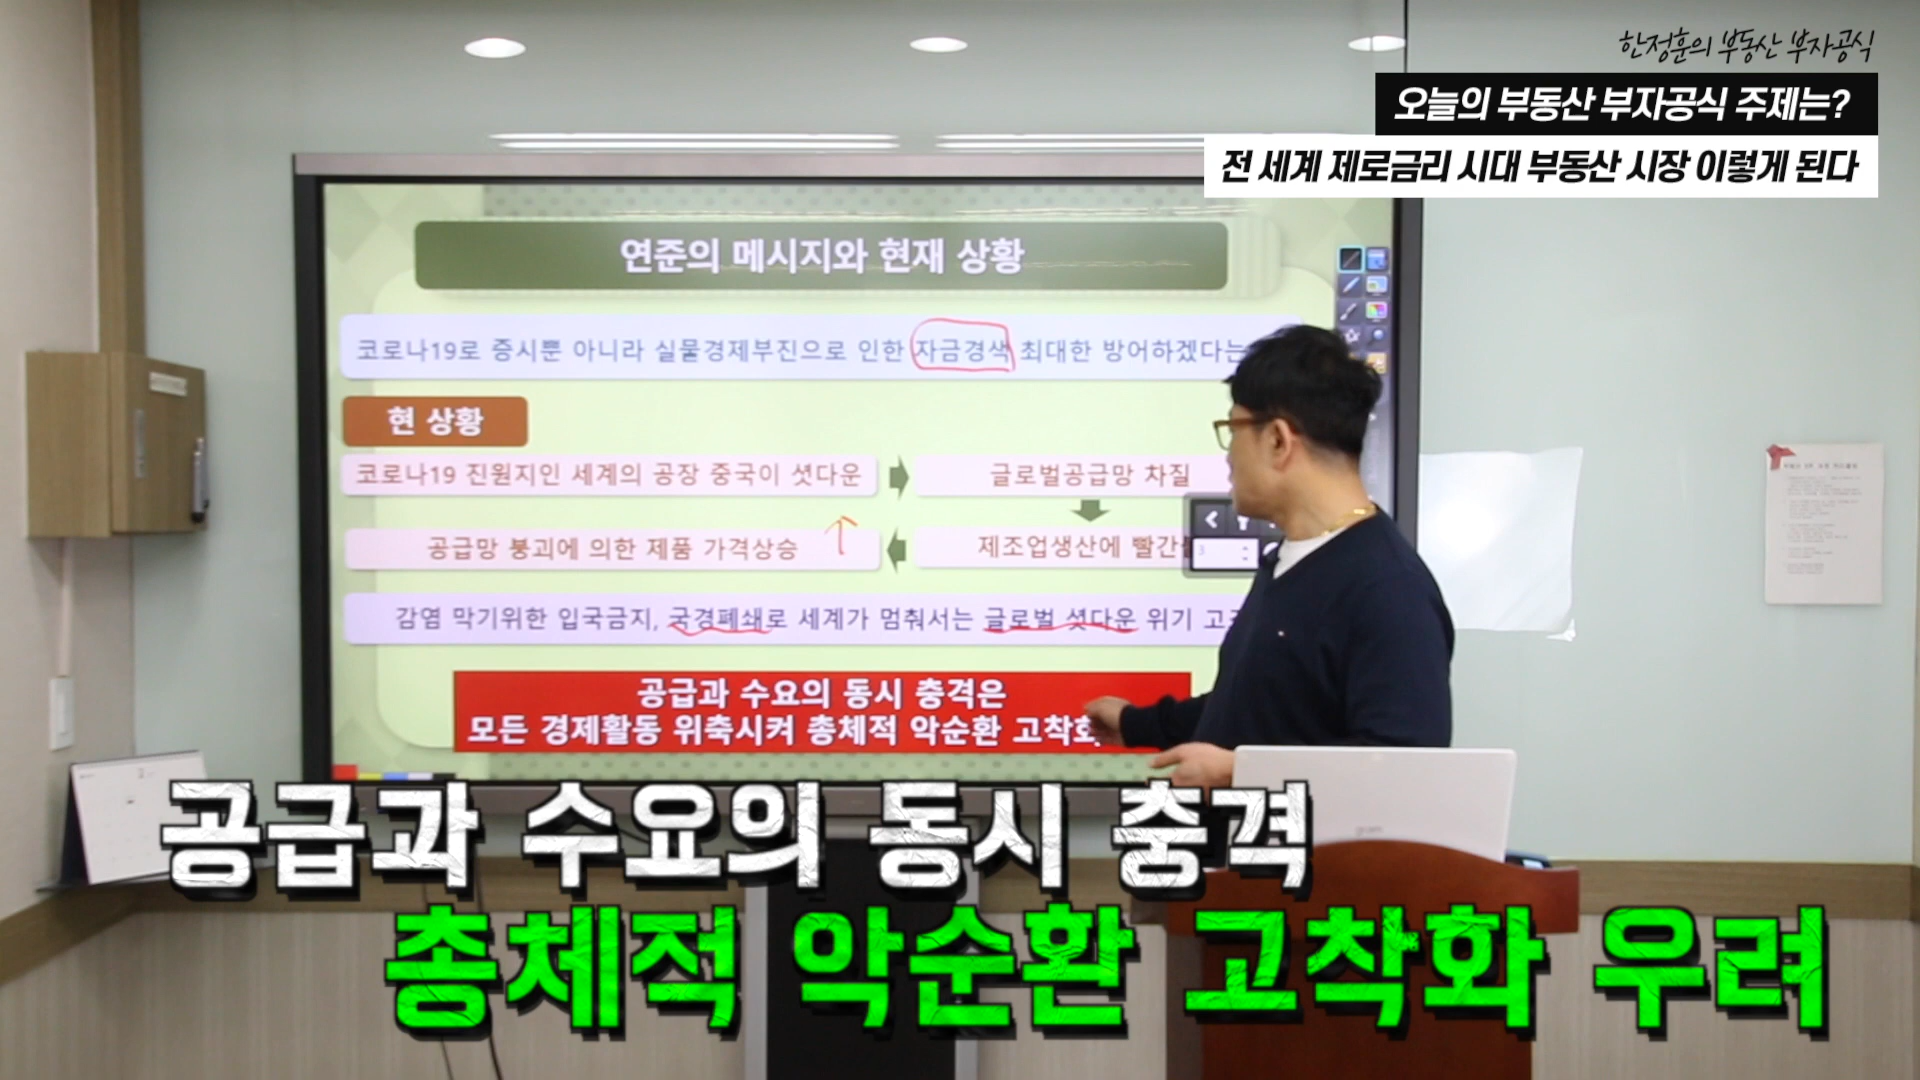 한정훈의 부동산 부자공식
오늘의 부동산 부자공식 주제는?
전 세계 제로금리 시대 부동산 시장 이렇게 된다
연준의 메시지와 현재 상황
코로나19로 증시뿐 아니라 실물경제부진으로 인한 자금경색 최대한 방어하겠다는
현 상황
코로나19 진원지인 세계의 공장 중국이 셧다운
글로벌공급망 차질
공급망 붕괴에 의한 제품 가격상승
제조업생산에 빨간
감염 막기위한 입국금지, 국경폐쇄로 세계가 멈춰서는 글로벌 셧다운 위기
공급과 수요의 동시 충격은
모든 경제활동 위축시켜 총체적 악순환 고착화
공급과 수요의 동시 충격
총체적 악순환 고착화 우려